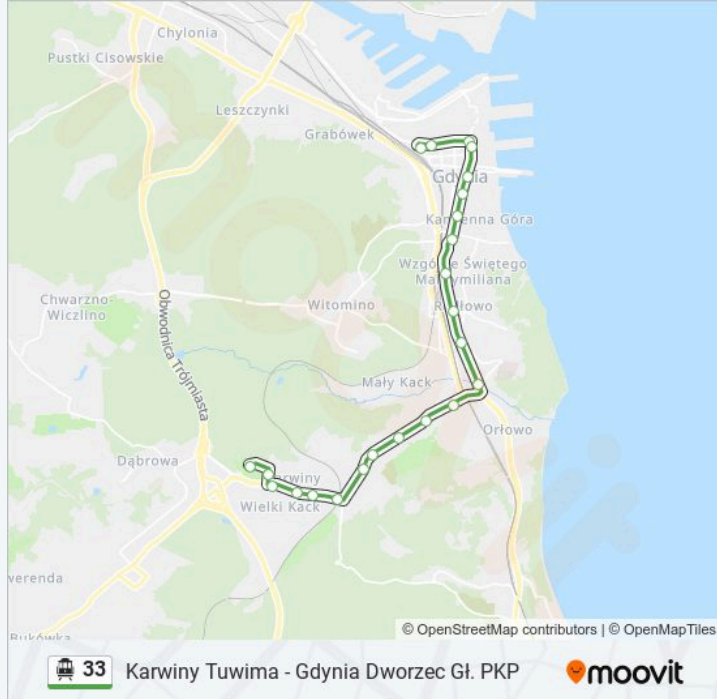 Chylonia
Pustki Cisowskie
Leszczynki
Grabówek
Gdynia
Kamienna Góra
Wzgórze Świętego
Maksymiliana
Redłowo
Chwarzno-
Wiczlino
Witomino
Obwodnica Trójmiasta
Mały Kack
Orłowo
Dąbrowa
Karwiny
Wielki Kack
werenda
Bukówka
© OpenStreetMap contributors | © OpenMapTiles
33 Karwiny Tuwima - Gdynia Dworzec Gł. PKP
moovit